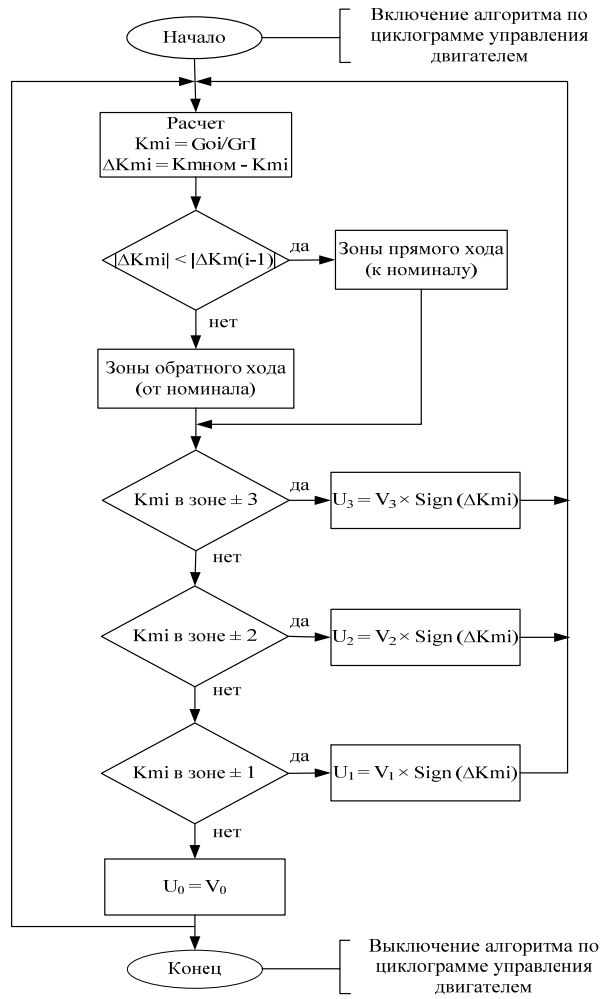 Начало
Включение алгоритма по
циклограмме управления
двигателем
Расчет
Kmi = Goi/GгI
ΔKmi = Kmном - Kmi
|ΔKmi| < |ΔKm(i-1)|
да
Зоны прямого хода
(к номиналу)
нет
Зоны обратного хода
(от номинала)
Kmi в зоне ± 3
да
U₃ = V₃ × Sign (ΔKmi)
нет
Kmi в зоне ± 2
да
U₂ = V₂ × Sign (ΔKmi)
нет
Kmi в зоне ± 1
да
U₁ = V₁ × Sign (ΔKmi)
нет
U₀ = V₀
Конец
Выключение алгоритма по
циклограмме управления
двигателем